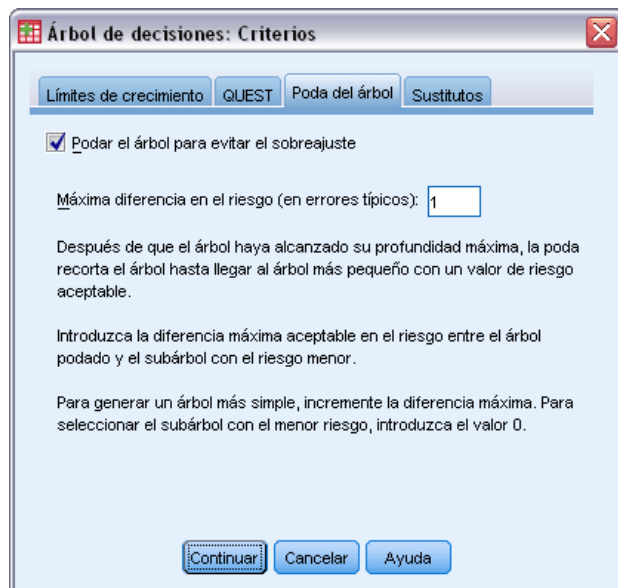 Árbol de decisiones: Criterios
Límites de crecimiento QUEST Poda del árbol Sustitutos
Podar el árbol para evitar el sobreajuste
Máxima diferencia en el riesgo (en errores típicos): 1
Después de que el árbol haya alcanzado su profundidad máxima, la poda
recorta el árbol hasta llegar al árbol más pequeño con un valor de riesgo
aceptable.
Introduzca la diferencia máxima aceptable en el riesgo entre el árbol
podado y el subárbol con el riesgo menor.
Para generar un árbol más simple, incremente la diferencia máxima. Para
seleccionar el subárbol con el menor riesgo, introduzca el valor 0.
Continuar Cancelar Ayuda